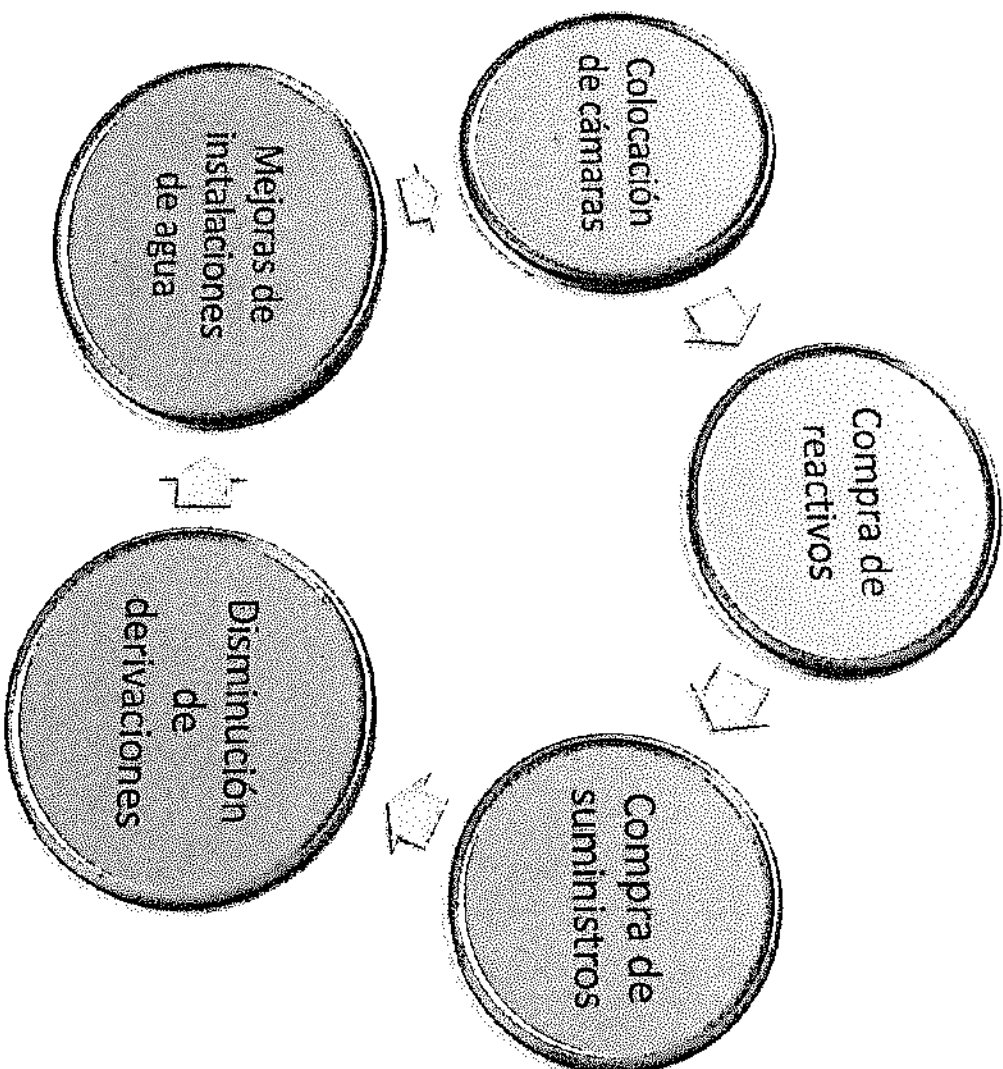 Compra de
reactivos
Colocación
de cámaras
Compra de
suministros
Mejoras de
instalaciones
de agua
Disminución
de
derivaciones